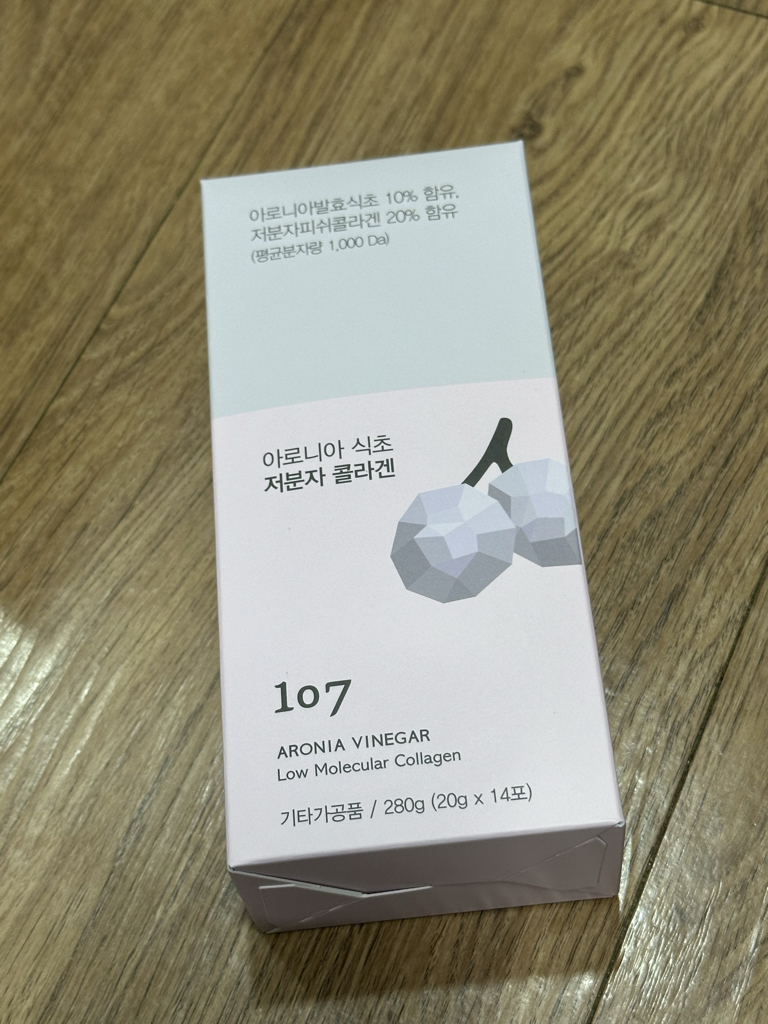 아로니아발효식초 10% 함유,
저분자피쉬콜라겐 20% 함유
(평균분자량 1,000 Da)
아로니아 식초
저분자 콜라겐
107
ARONIA VINEGAR
Low Molecular Collagen
기타가공품 / 280g (20g x 14포)